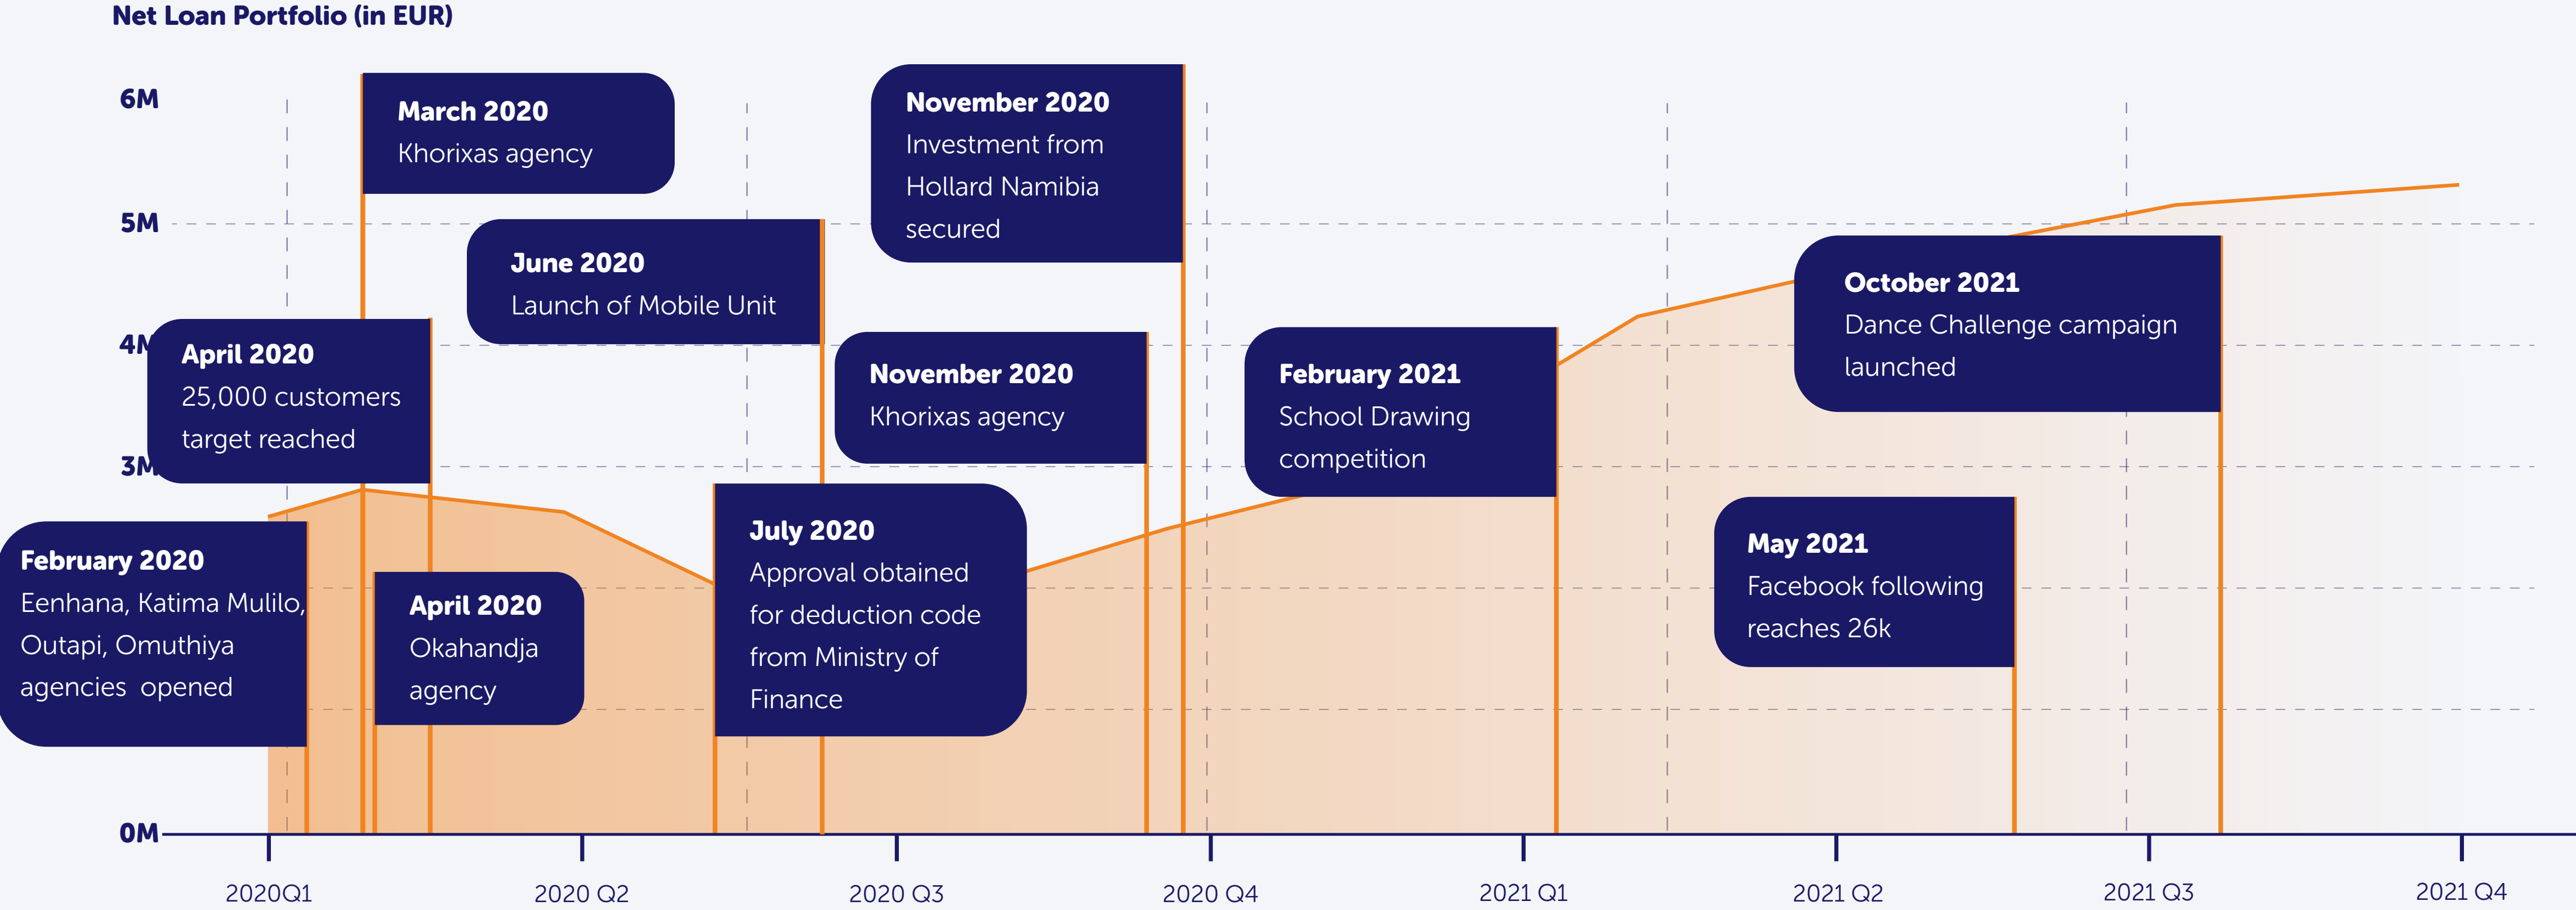 Net Loan Portfolio (in EUR)
6M
5M
4M
3M
0M
March 2020
Khorixas agency
November 2020
Investment from
Hollard Namibia
secured
June 2020
Launch of Mobile Unit
April 2020
25,000 customers
target reached
November 2020
Khorixas agency
February 2021
School Drawing
competition
October 2021
Dance Challenge campaign
launched
February 2020
Eenhana, Katima Mulilo,
Outapi, Omuthiya
agencies opened
April 2020
Okahandja
agency
July 2020
Approval obtained
for deduction code
from Ministry of
Finance
May 2021
Facebook following
reaches 26k
2020Q1
2020 Q2
2020 Q3
2020 Q4
2021 Q1
2021 Q2
2021 Q3
2021 Q4